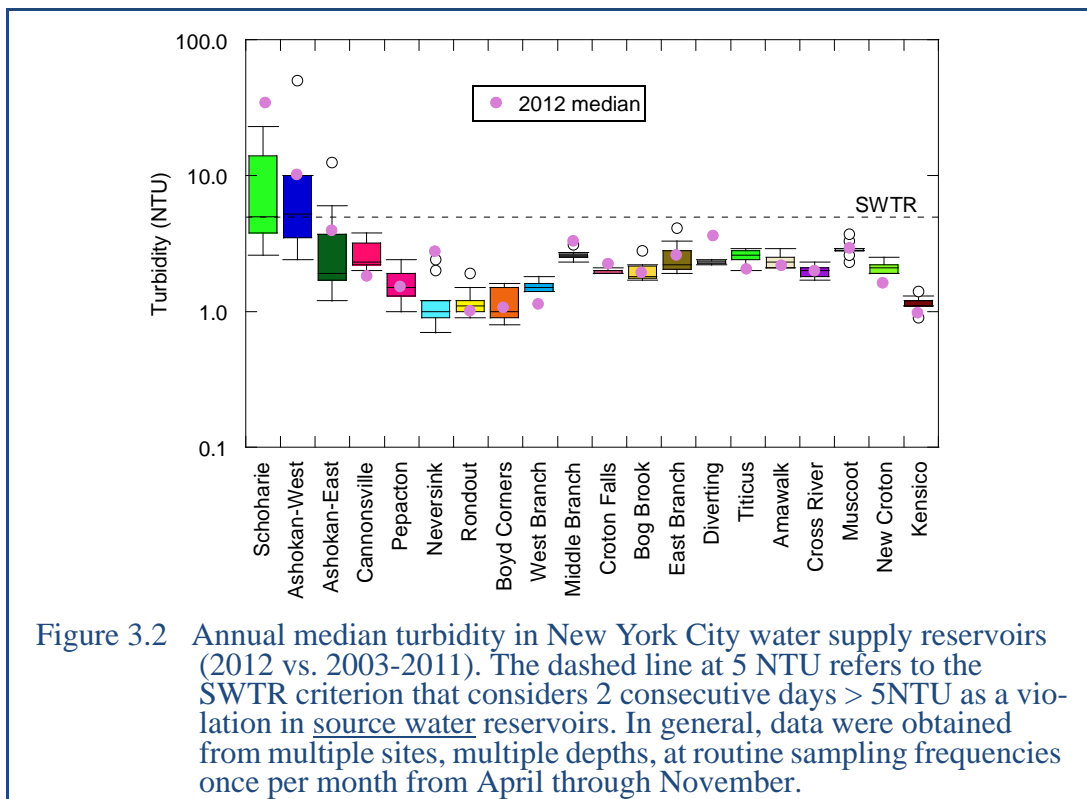 100.0
10.0
1.0
0.1
Turbidity (NTU)
2012 median
SWTR
Schoharie
Ashokan-West
Ashokan-East
Cannonsville
Pepacton
Neversink
Rondout
Boyd Corners
West Branch
Middle Branch
Croton Falls
Bog Brook
East Branch
Diverting
Titicus
Amawalk
Cross River
Muscoot
New Croton
Kensico
Figure 3.2 Annual median turbidity in New York City water supply reservoirs
(2012 vs. 2003-2011). The dashed line at 5 NTU refers to the
SWTR criterion that considers 2 consecutive days > 5NTU as a vio-
lation in source water reservoirs. In general, data were obtained
from multiple sites, multiple depths, at routine sampling frequencies
once per month from April through November.